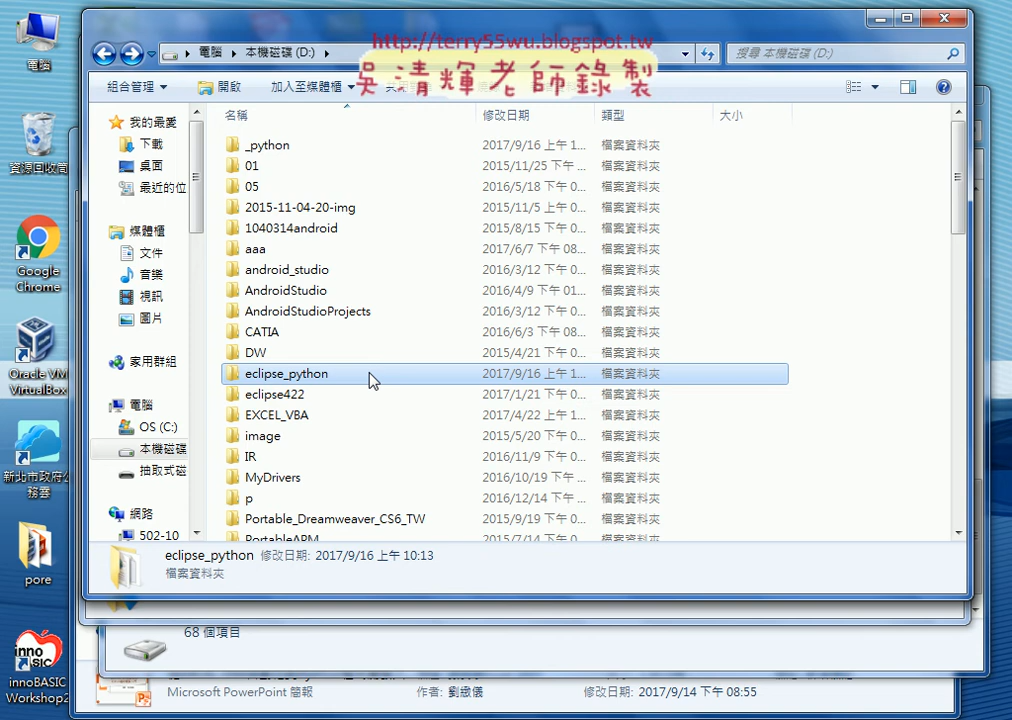 電腦
資源回收筒
Google
Chrome
Oracle VM
VirtualBox
新北市政府公
務雲
pore
innoBASIC
Workshop2
電腦 本機磁碟 (D:)
http://terry55wu.blogspot.tw
吳清輝老師錄製
搜尋 本機磁碟 (D:)
組合管理 開啟 加入至媒體櫃
名稱 修改日期 類型 大小
我的最愛
下載
桌面
最近的位
媒體櫃
文件
音樂
視訊
圖片
家用群組
電腦
OS (C:)
本機磁碟
抽取式磁
網路
502-10
_python 2017/9/16 上午 1... 檔案資料夾
01 2015/11/25 下午 ... 檔案資料夾
05 2016/5/18 下午 0... 檔案資料夾
2015-11-04-20-img 2015/11/5 下午 0... 檔案資料夾
1040314android 2015/8/15 下午 0... 檔案資料夾
aaa 2017/6/7 下午 08... 檔案資料夾
android_studio 2016/3/12 下午 0... 檔案資料夾
AndroidStudio 2016/4/9 下午 01... 檔案資料夾
AndroidStudioProjects 2016/3/12 下午 0... 檔案資料夾
CATIA 2016/6/3 下午 08... 檔案資料夾
DW 2015/4/21 下午 0... 檔案資料夾
eclipse_python 2017/9/16 上午 1... 檔案資料夾
eclipse422 2017/1/21 下午 0... 檔案資料夾
EXCEL_VBA 2017/4/22 上午 1... 檔案資料夾
image 2015/5/20 下午 0... 檔案資料夾
IR 2016/11/9 下午 0... 檔案資料夾
MyDrivers 2016/10/19 下午 ... 檔案資料夾
p 2016/12/14 下午 ... 檔案資料夾
Portable_Dreamweaver_CS6_TW 2015/9/19 下午 0... 檔案資料夾
PortableAPM 2015/7/14 下午 0... 檔案資料夾
eclipse_python 修改日期: 2017/9/16 上午 10:13
檔案資料夾
68 個項目
Microsoft PowerPoint 簡報 作者: 劉緻儀 修改日期: 2017/9/14 下午 08:55